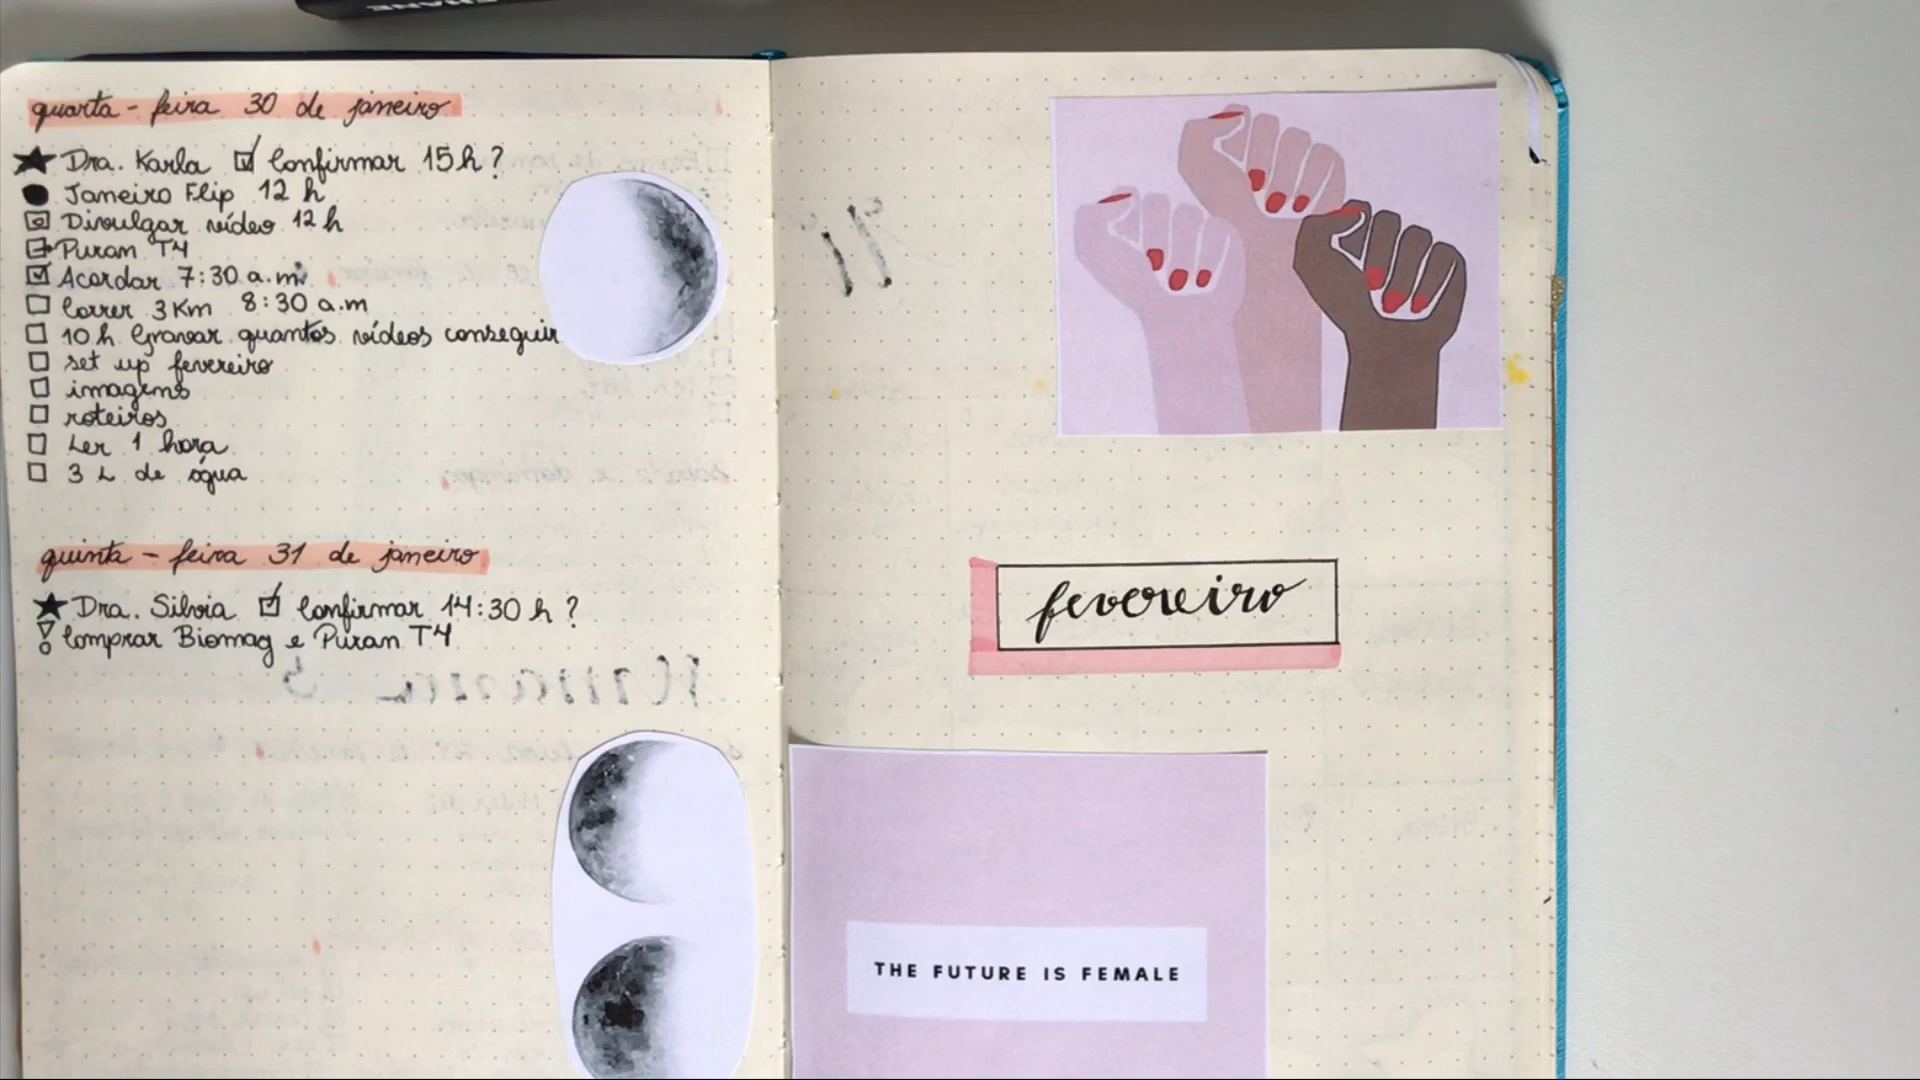 quarta-feira 30 de janeiro
Dra. Karla Confirmar 15h?
Janeiro Flip 12 h
Divulgar vídeo 12 h
Puran T4
Acordar 7:30 a.m
Correr 3Km 8:30 a.m
10 h Gravar quantos vídeos conseguir
set up fevereiro
imagens
roteiros
Ler 1 hora
3 L de água
quinta-feira 31 de janeiro
Dra. Silvia Confirmar 14:30 h?
Comprar Biomag e Puran T4
fevereiro
THE FUTURE IS FEMALE